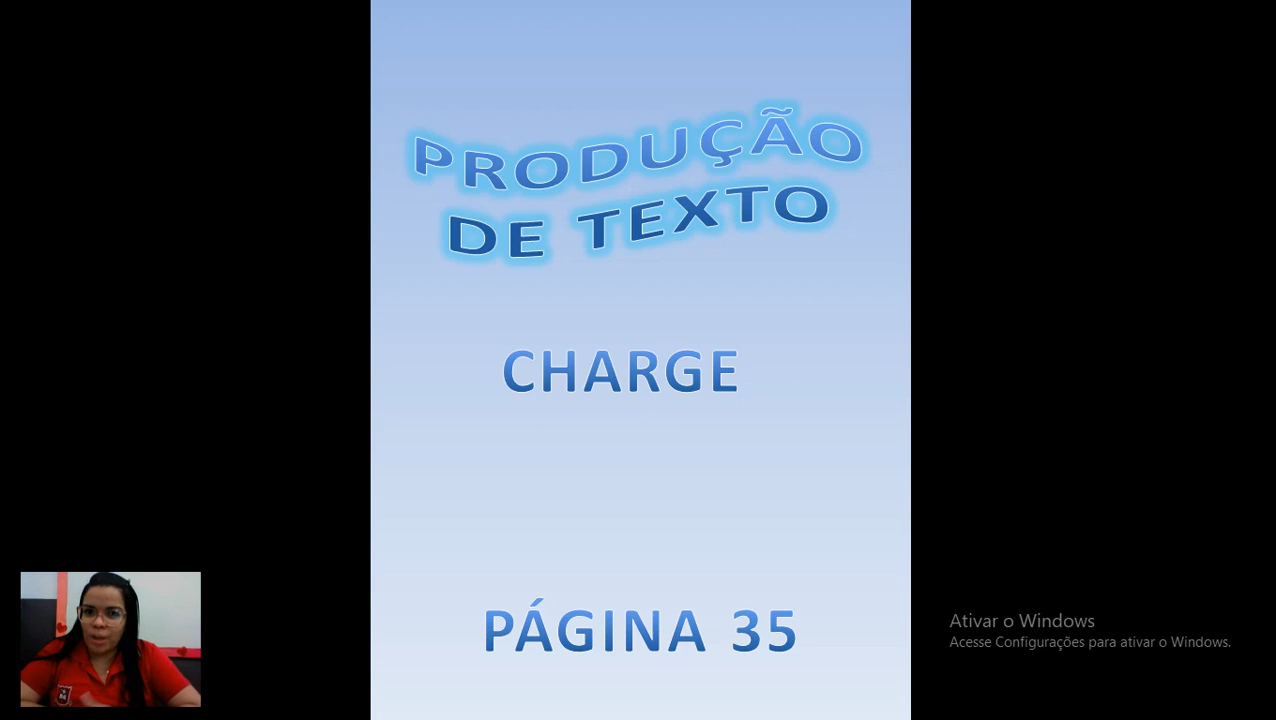 PRODUÇÃO
DE TEXTO
CHARGE
PÁGINA 35
Ativar o Windows
Acesse Configurações para ativar o Windows.